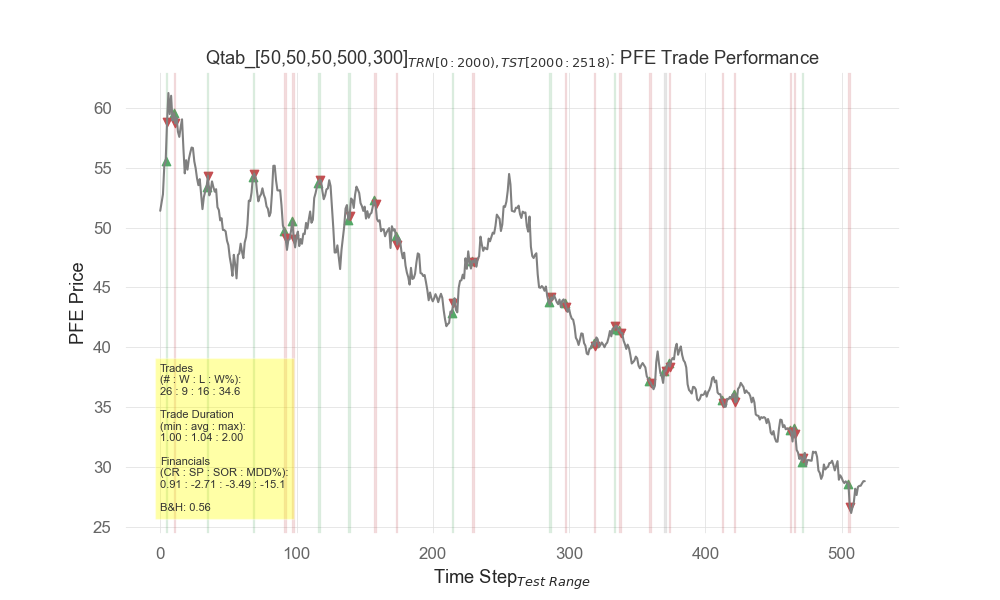 Qtab_[50,50,50,500,300]TRN[0:2000),TST[2000:2518): PFE Trade Performance
60
55
50
45
40
35
30
25
PFE Price
Trades
(# : W : L : W%):
26 : 9 : 16 : 34.6
Trade Duration
(min : avg : max):
1.00 : 1.04 : 2.00
Financials
(CR : SP : SOR : MDD%):
0.91 : -2.71 : -3.49 : -15.1
B&H: 0.56
0 100 200 300 400 500
Time StepTest Range